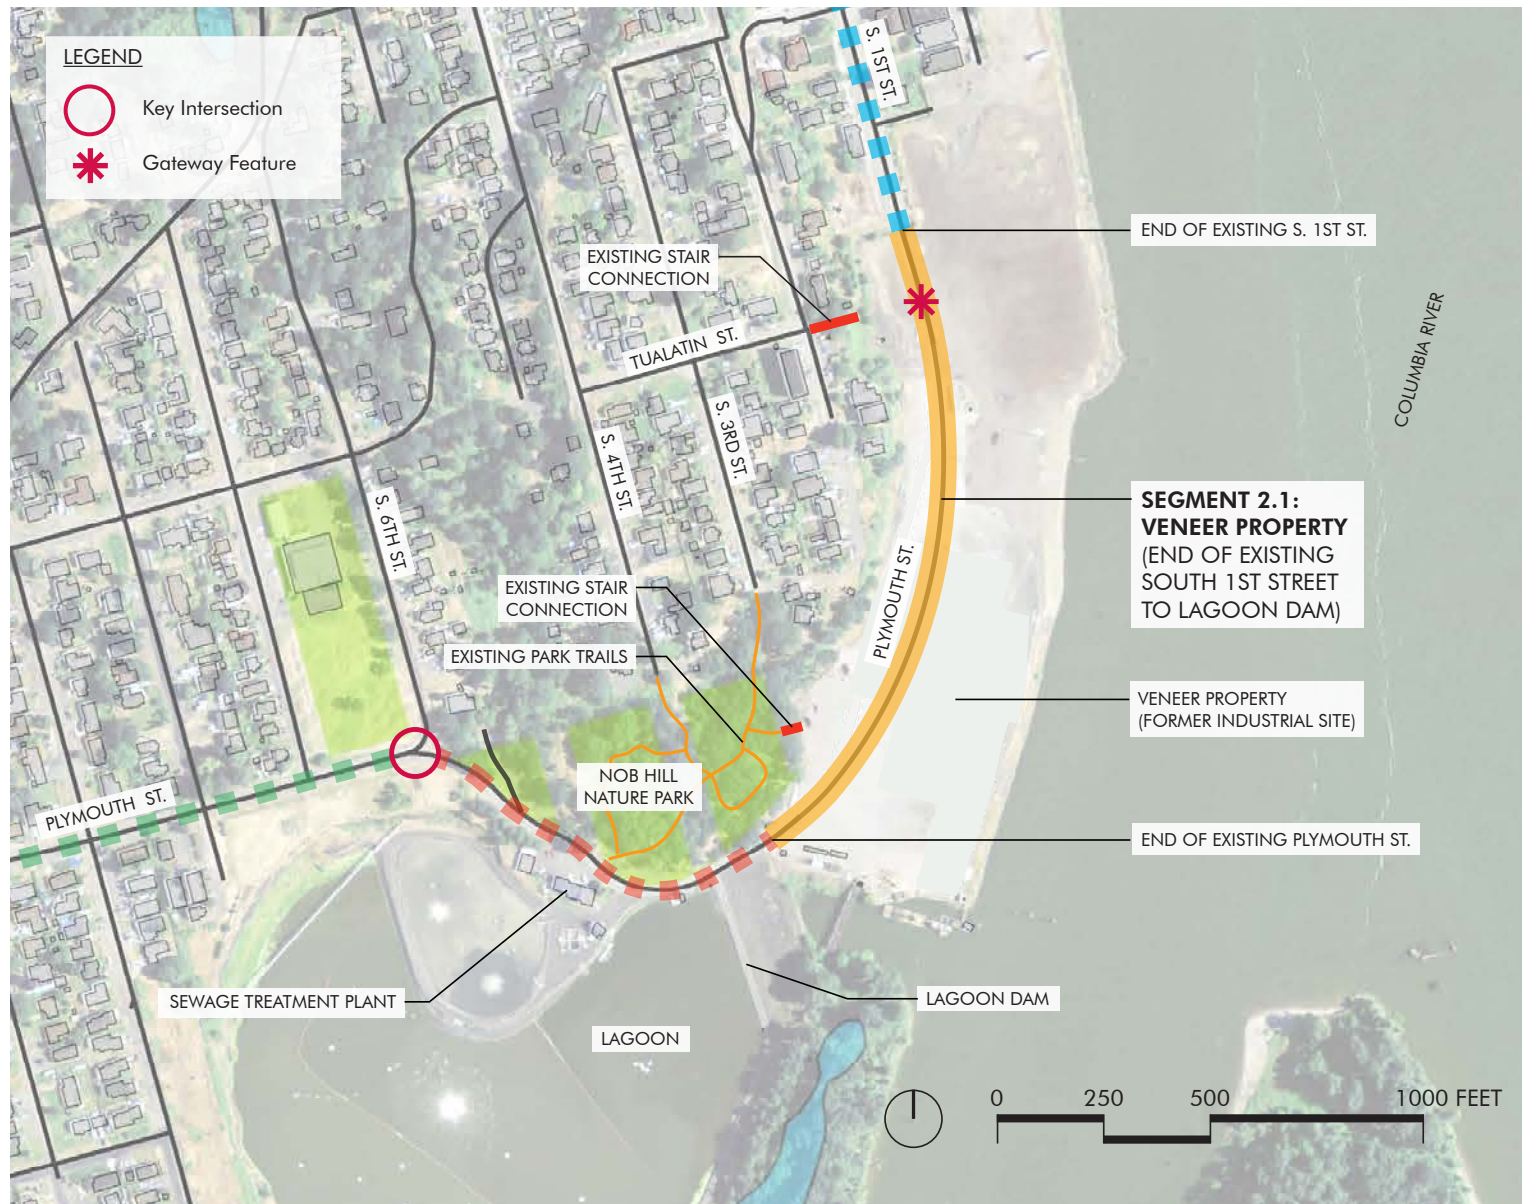 LEGEND
Key Intersection
Gateway Feature
S. 1ST ST.
EXISTING STAIR
CONNECTION
END OF EXISTING S. 1ST ST.
TUALATIN ST.
COLUMBIA RIVER
S. 3RD ST.
S. 4TH ST.
S. 6TH ST.
SEGMENT 2.1:
VENEER PROPERTY
(END OF EXISTING
SOUTH 1ST STREET
TO LAGOON DAM)
PLYMOUTH ST.
EXISTING STAIR
CONNECTION
EXISTING PARK TRAILS
VENEER PROPERTY
(FORMER INDUSTRIAL SITE)
NOB HILL
NATURE PARK
PLYMOUTH ST.
END OF EXISTING PLYMOUTH ST.
SEWAGE TREATMENT PLANT
LAGOON DAM
LAGOON
0 250 500 1000 FEET